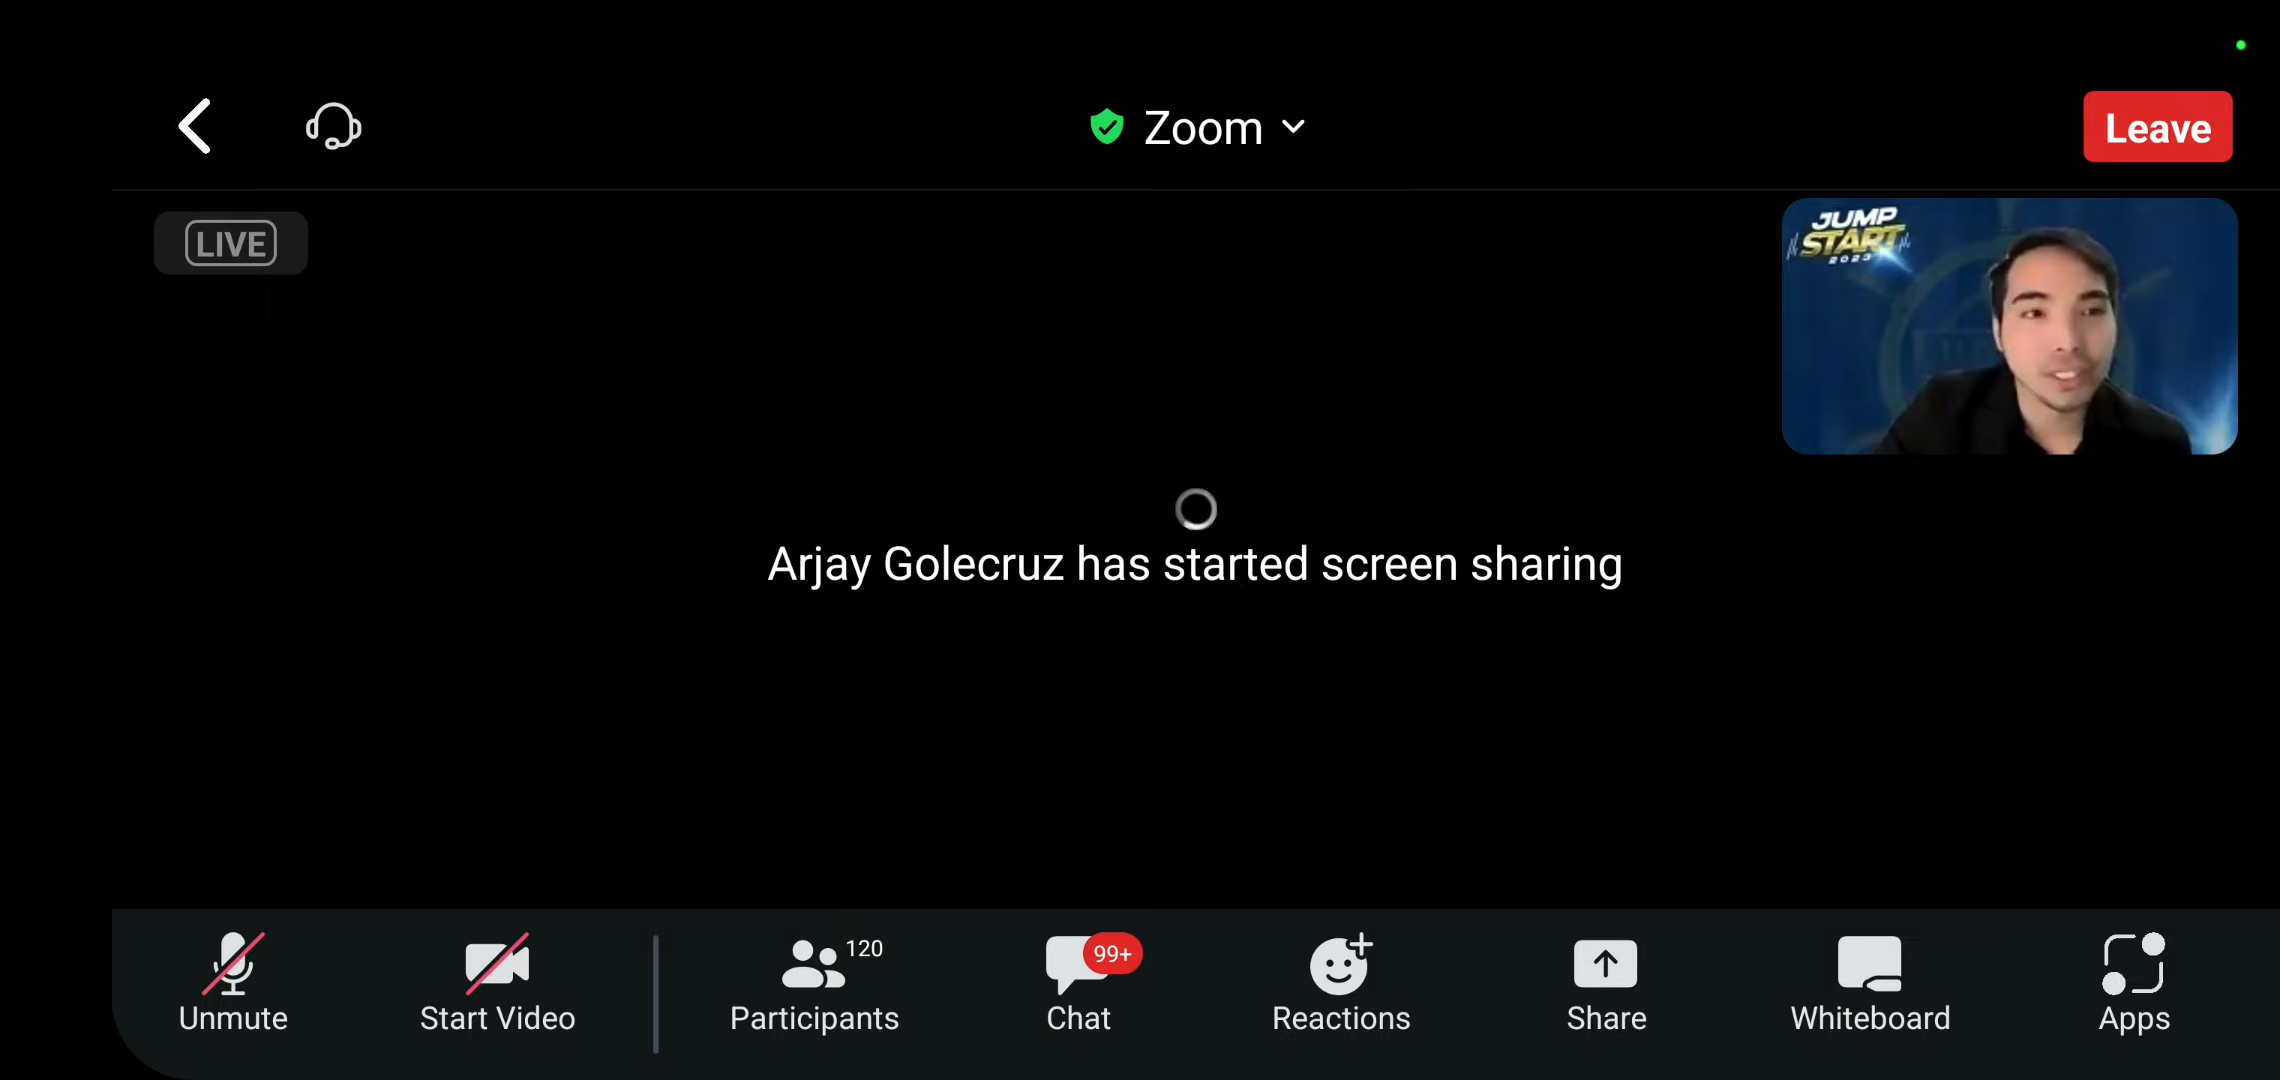 Zoom
Leave
LIVE
JUMP
START
2023
Arjay Golecruz has started screen sharing
120
99+
Unmute
Start Video
Participants
Chat
Reactions
Share
Whiteboard
Apps